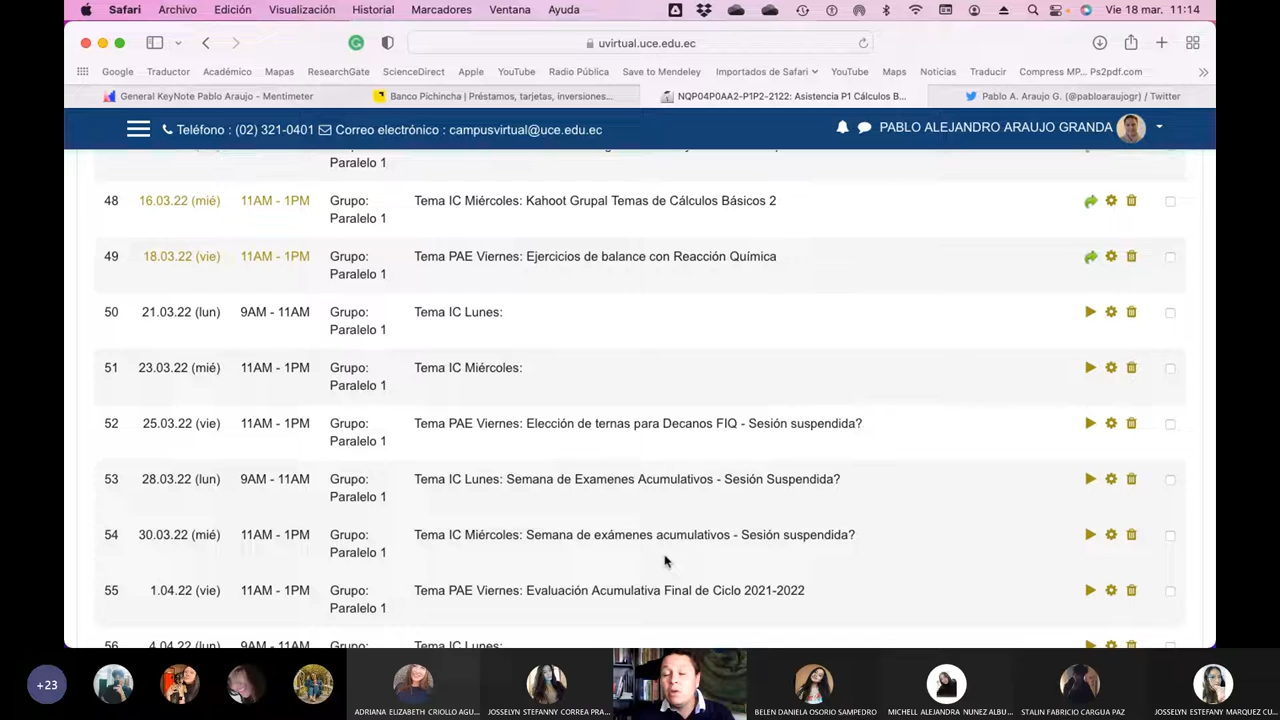 Safari Archivo Edición Visualización Historial Marcadores Ventana Ayuda Vie 18 mar. 11:14
uvirtual.uce.edu.ec
Google Traductor Académico Mapas ResearchGate ScienceDirect Apple YouTube Radio Pública Save to Mendeley Importados de Safari YouTube Maps Noticias Traducir Compress MP... Ps2pdf.com
General KeyNote Pablo Araujo - Mentimeter Banco Pichincha | Préstamos, tarjetas, inversiones... NQP04P0AA2-P1P2-2122: Asistencia P1 Cálculos B... Pablo A. Araujo G. (@pabloaraujogr) / Twitter
Teléfono : (02) 321-0401 Correo electrónico : campusvirtual@uce.edu.ec PABLO ALEJANDRO ARAUJO GRANDA
Paralelo 1
48 16.03.22 (mié) 11AM - 1PM Grupo: Tema IC Miércoles: Kahoot Grupal Temas de Cálculos Básicos 2
Paralelo 1
49 18.03.22 (vie) 11AM - 1PM Grupo: Tema PAE Viernes: Ejercicios de balance con Reacción Química
Paralelo 1
50 21.03.22 (lun) 9AM - 11AM Grupo: Tema IC Lunes:
Paralelo 1
51 23.03.22 (mié) 11AM - 1PM Grupo: Tema IC Miércoles:
Paralelo 1
52 25.03.22 (vie) 11AM - 1PM Grupo: Tema PAE Viernes: Elección de ternas para Decanos FIQ - Sesión suspendida?
Paralelo 1
53 28.03.22 (lun) 9AM - 11AM Grupo: Tema IC Lunes: Semana de Examenes Acumulativos - Sesión Suspendida?
Paralelo 1
54 30.03.22 (mié) 11AM - 1PM Grupo: Tema IC Miércoles: Semana de exámenes acumulativos - Sesión suspendida?
Paralelo 1
55 1.04.22 (vie) 11AM - 1PM Grupo: Tema PAE Viernes: Evaluación Acumulativa Final de Ciclo 2021-2022
Paralelo 1
56 4.04.22 (lun) 9AM - 11AM Grupo: Tema IC Lunes:
+23
ADRIANA ELIZABETH CRIOLLO AGU... JOSSELYN STEFANNY CORREA PRA... BELEN DANIELA OSORIO SAMPEDRO MICHELL ALEJANDRA NUNEZ ALBU... STALIN FABRICIO CARGUA PAZ JOSSELYN ESTEFANY MARQUEZ CU...